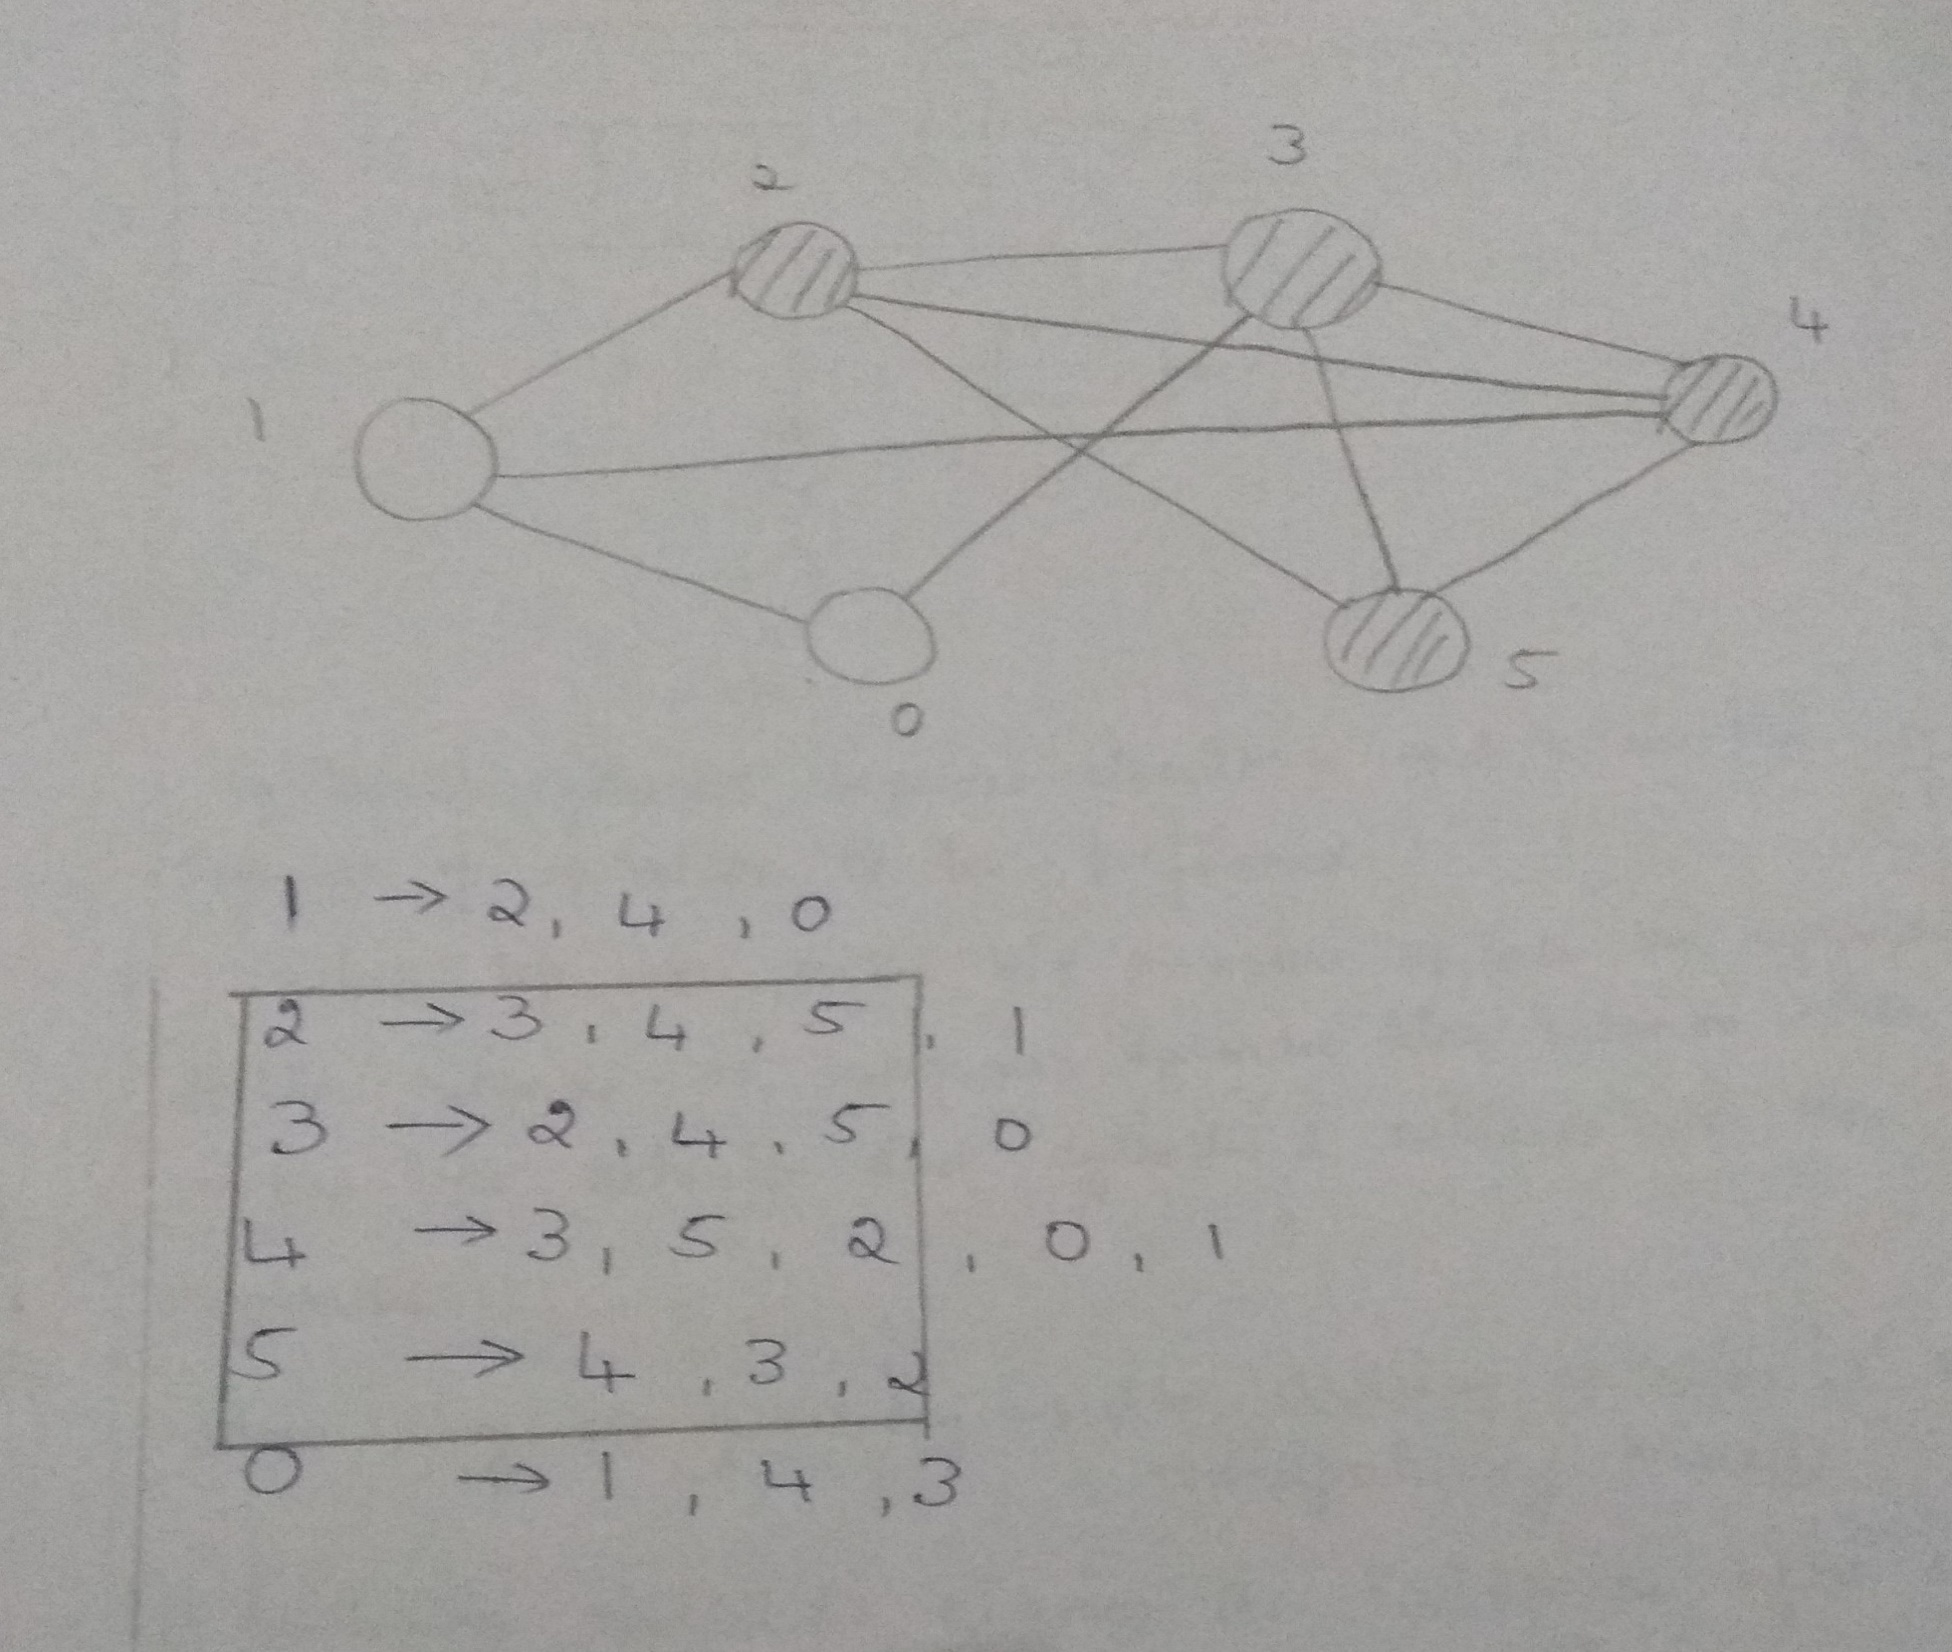 3
2
4
1
5
0
1 → 2, 4, 0
2 → 3, 4, 5, 1
3 → 2, 4, 5, 0
4 → 3, 5, 2, 0, 1
5 → 4, 3, 2
0 → 1, 4, 3